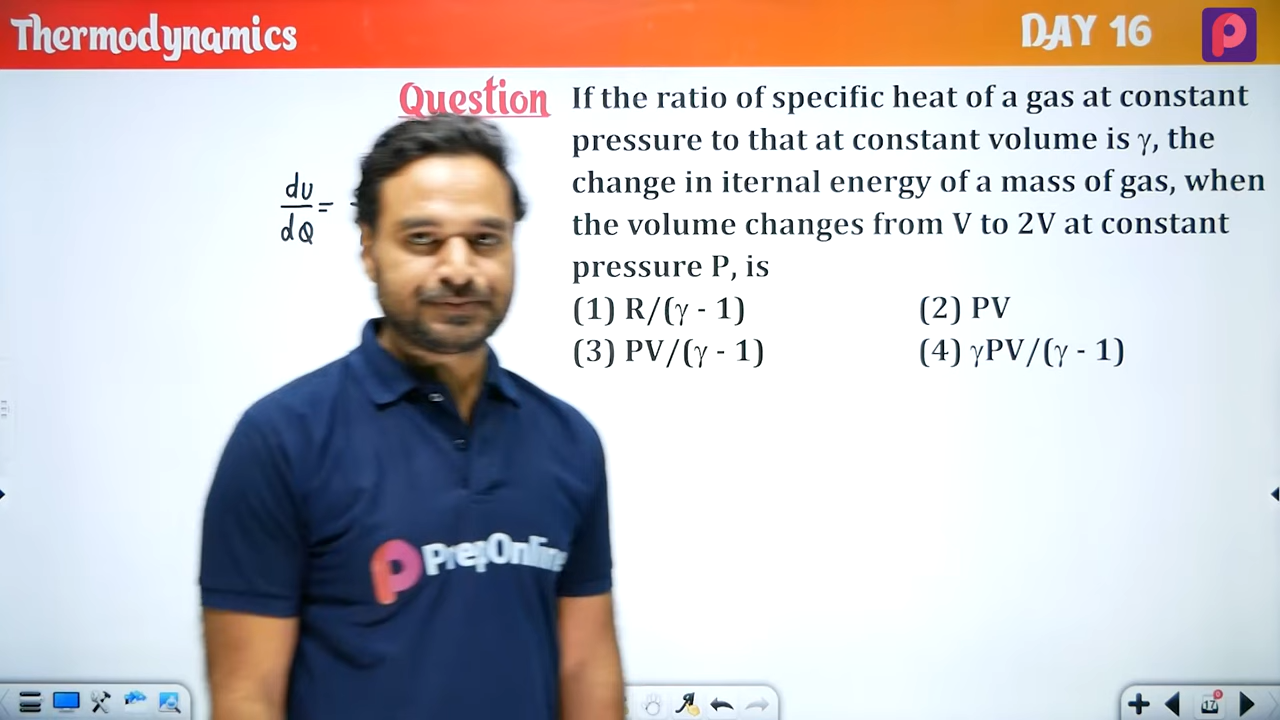 Thermodynamics
DAY 16
Question
If the ratio of specific heat of a gas at constant
pressure to that at constant volume is γ, the
change in iternal energy of a mass of gas, when
the volume changes from V to 2V at constant
pressure P, is
(1) R/(γ - 1)
(2) PV
(3) PV/(γ - 1)
(4) γPV/(γ - 1)
du
dQ =
PrepOnline
17